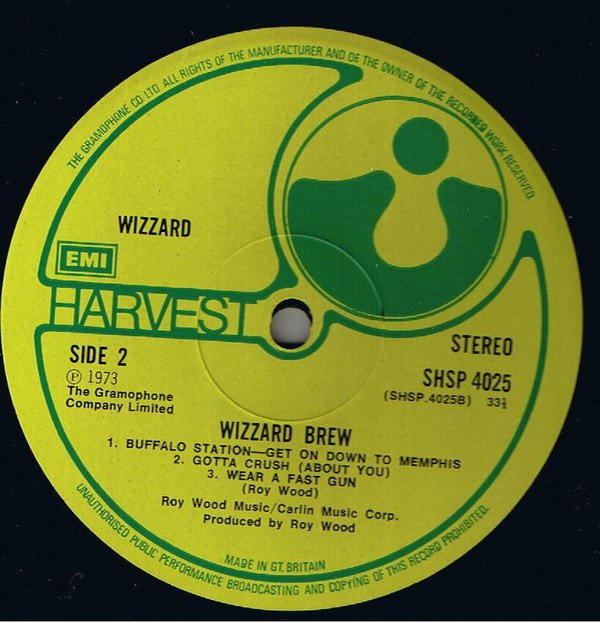 THE GRAMOPHONE CO. LTD. ALL RIGHTS OF THE MANUFACTURER AND OF THE OWNER OF THE RECORDED WORK RESERVED.
WIZZARD
EMI
HARVEST
SIDE 2
STEREO
℗ 1973
SHSP 4025
The Gramophone
Company Limited
(SHSP.4025B) 33⅓
WIZZARD BREW
1. BUFFALO STATION—GET ON DOWN TO MEMPHIS
2. GOTTA CRUSH (ABOUT YOU)
3. WEAR A FAST GUN
(Roy Wood)
Roy Wood Music/Carlin Music Corp.
Produced by Roy Wood
MADE IN GT. BRITAIN
UNAUTHORISED PUBLIC PERFORMANCE BROADCASTING AND COPYING OF THIS RECORD PROHIBITED.